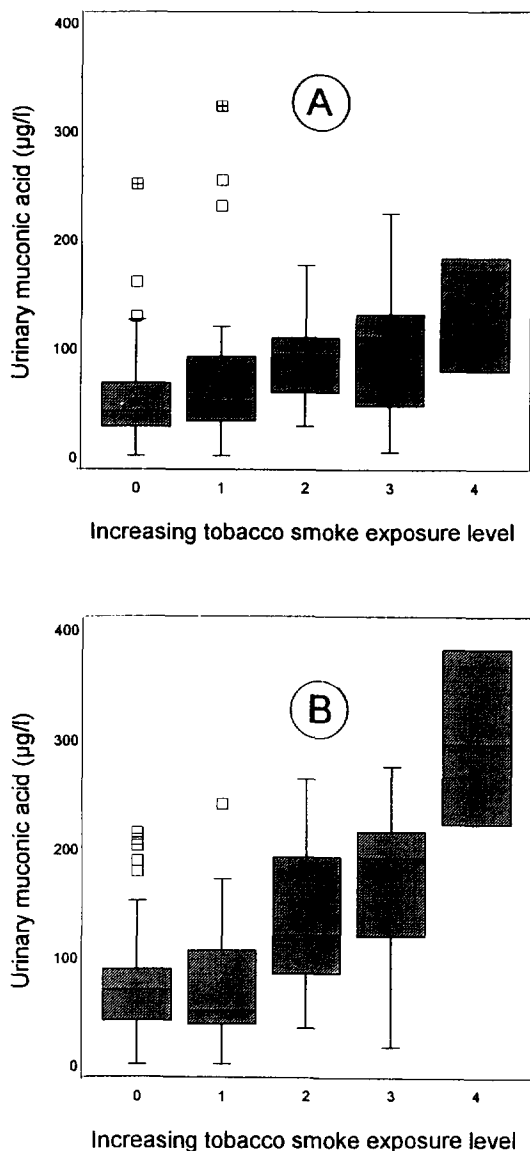 400
300
200
100
0
Urinary muconic acid (µg/l)
A
0 1 2 3 4
Increasing tobacco smoke exposure level
400
300
200
100
0
Urinary muconic acid (µg/l)
B
0 1 2 3 4
Increasing tobacco smoke exposure level